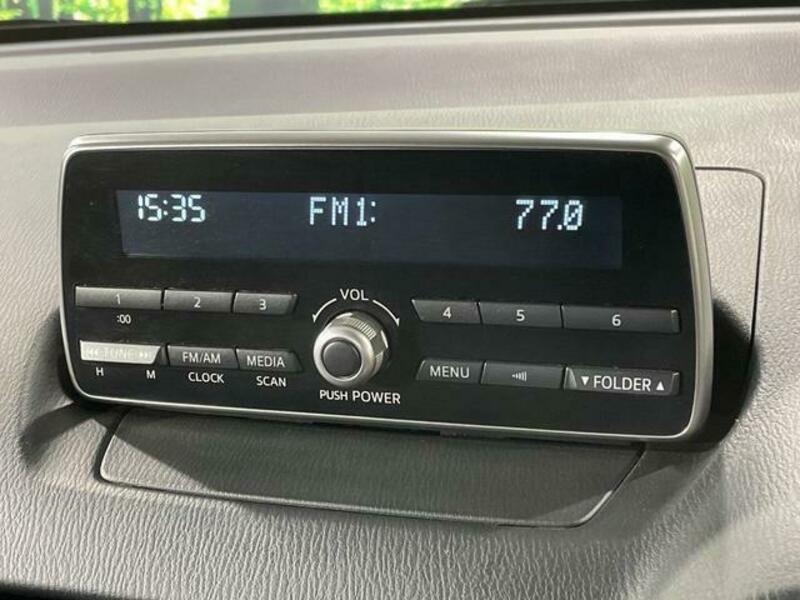 15:35 FM1: 77.0
VOL
1 2 3 4 5 6
:00
⏮ TUNE ⏭ FM/AM MEDIA MENU ▼ FOLDER ▲
H M CLOCK SCAN PUSH POWER